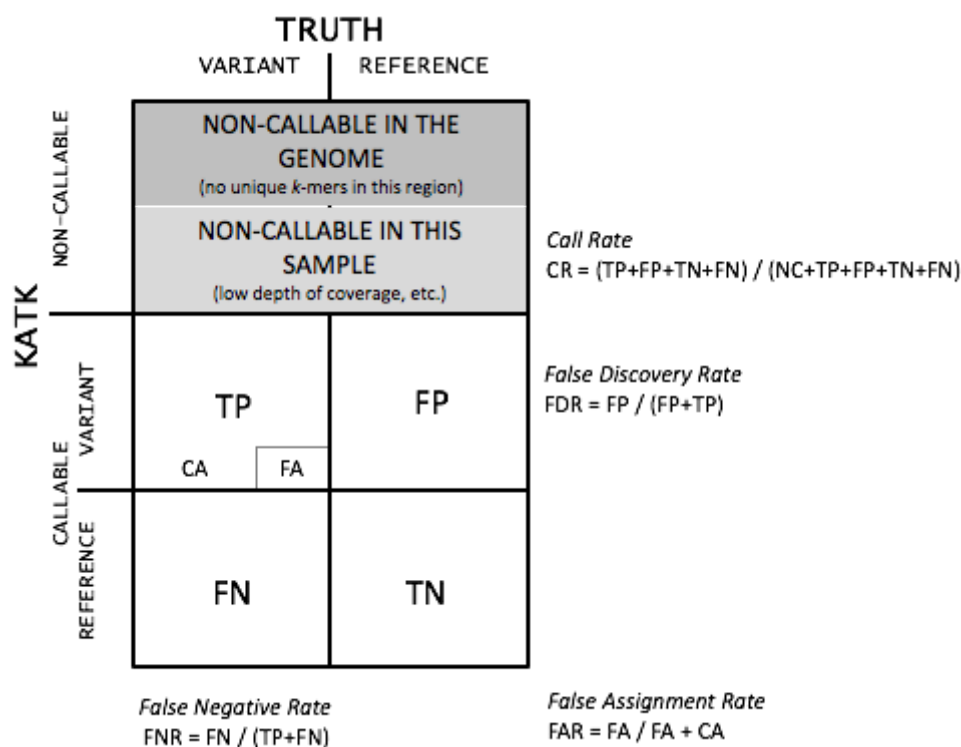 TRUTH
VARIANT REFERENCE
NON-CALLABLE
NON-CALLABLE IN THE
GENOME
(no unique k-mers in this region)
NON-CALLABLE IN THIS
SAMPLE
(low depth of coverage, etc.)
Call Rate
CR = (TP+FP+TN+FN) / (NC+TP+FP+TN+FN)
KATK
CALLABLE
VARIANT
TP
FP
CA
FA
False Discovery Rate
FDR = FP / (FP+TP)
REFERENCE
FN
TN
False Negative Rate
FNR = FN / (TP+FN)
False Assignment Rate
FAR = FA / FA + CA